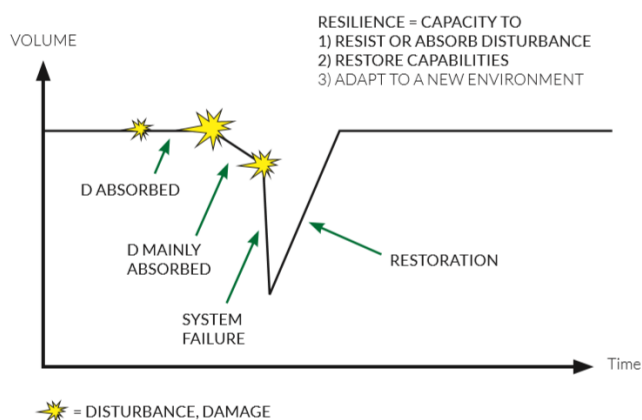 RESILIENCE = CAPACITY TO
1) RESIST OR ABSORB DISTURBANCE
2) RESTORE CAPABILITIES
3) ADAPT TO A NEW ENVIRONMENT
VOLUME
D ABSORBED
D MAINLY
ABSORBED
RESTORATION
SYSTEM
FAILURE
Time
= DISTURBANCE, DAMAGE